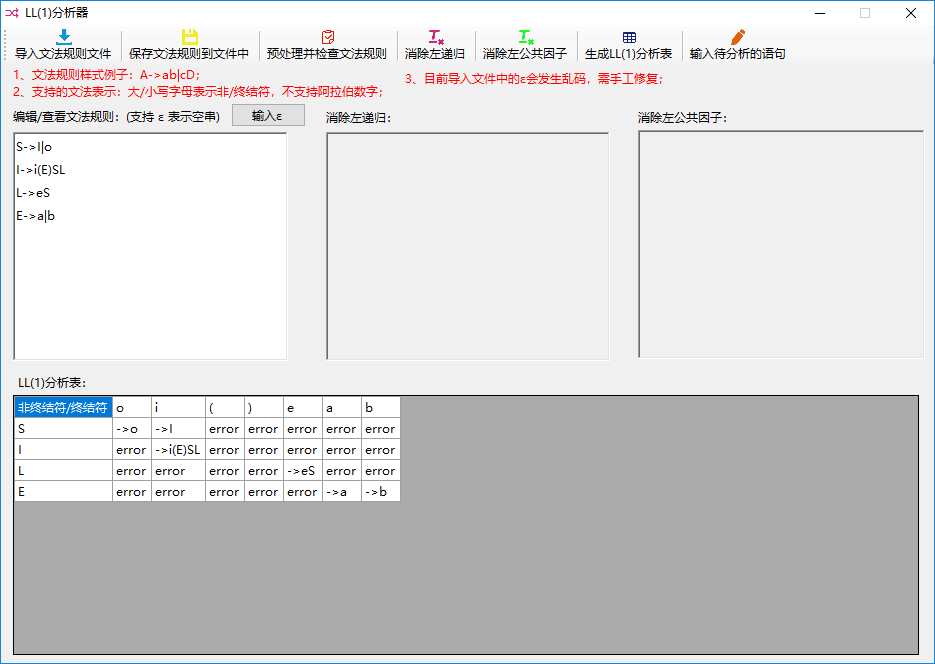 LL(1)分析器
导入文法规则文件 保存文法规则到文件中 预处理并检查文法规则 消除左递归 消除左公共因子 生成LL(1)分析表 输入待分析的语句
1、文法规则样式例子：A->ab|cD;
3、目前导入文件中的ε会发生乱码，需手工修复；
2、支持的文法表示：大/小写字母表示非/终结符，不支持阿拉伯数字；
编辑/查看文法规则：(支持 ε 表示空串) 输入ε 消除左递归： 消除左公共因子：
S->I|o
I->i(E)SL
L->eS
E->a|b
LL(1)分析表：
非终结符/终结符 o i ( ) e a b
S ->o ->I error error error error error
I error ->i(E)SL error error error error error
L error error error error ->eS error error
E error error error error error ->a ->b